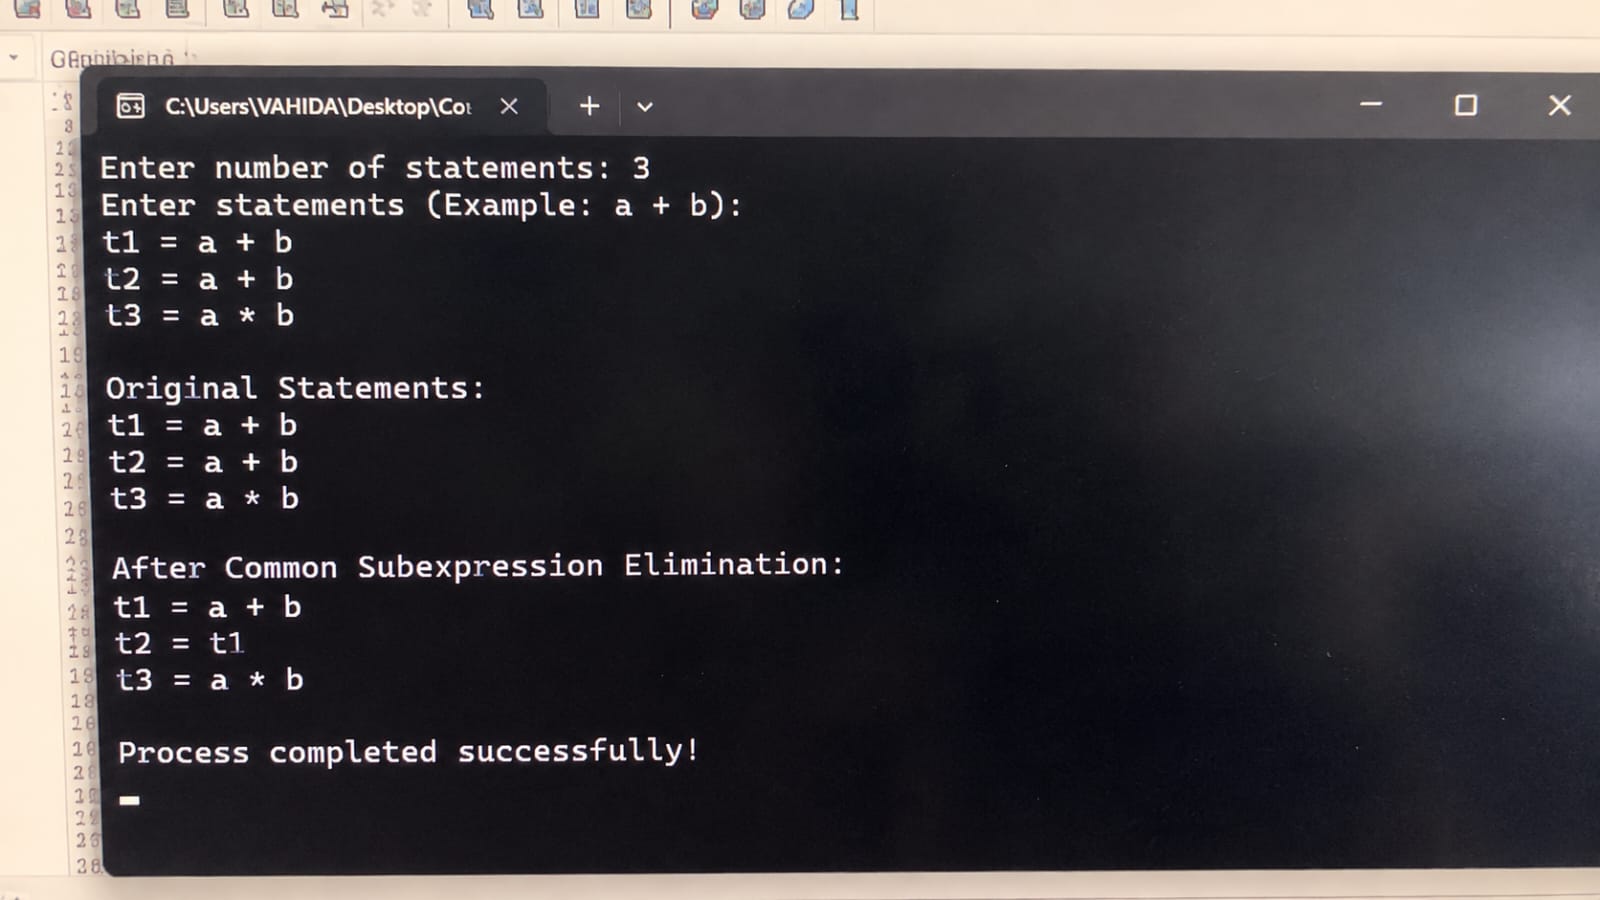 C:\Users\VAHIDA\Desktop\Co
Enter number of statements: 3
Enter statements (Example: a + b):
t1 = a + b
t2 = a + b
t3 = a * b
Original Statements:
t1 = a + b
t2 = a + b
t3 = a * b
After Common Subexpression Elimination:
t1 = a + b
t2 = t1
t3 = a * b
Process completed successfully!